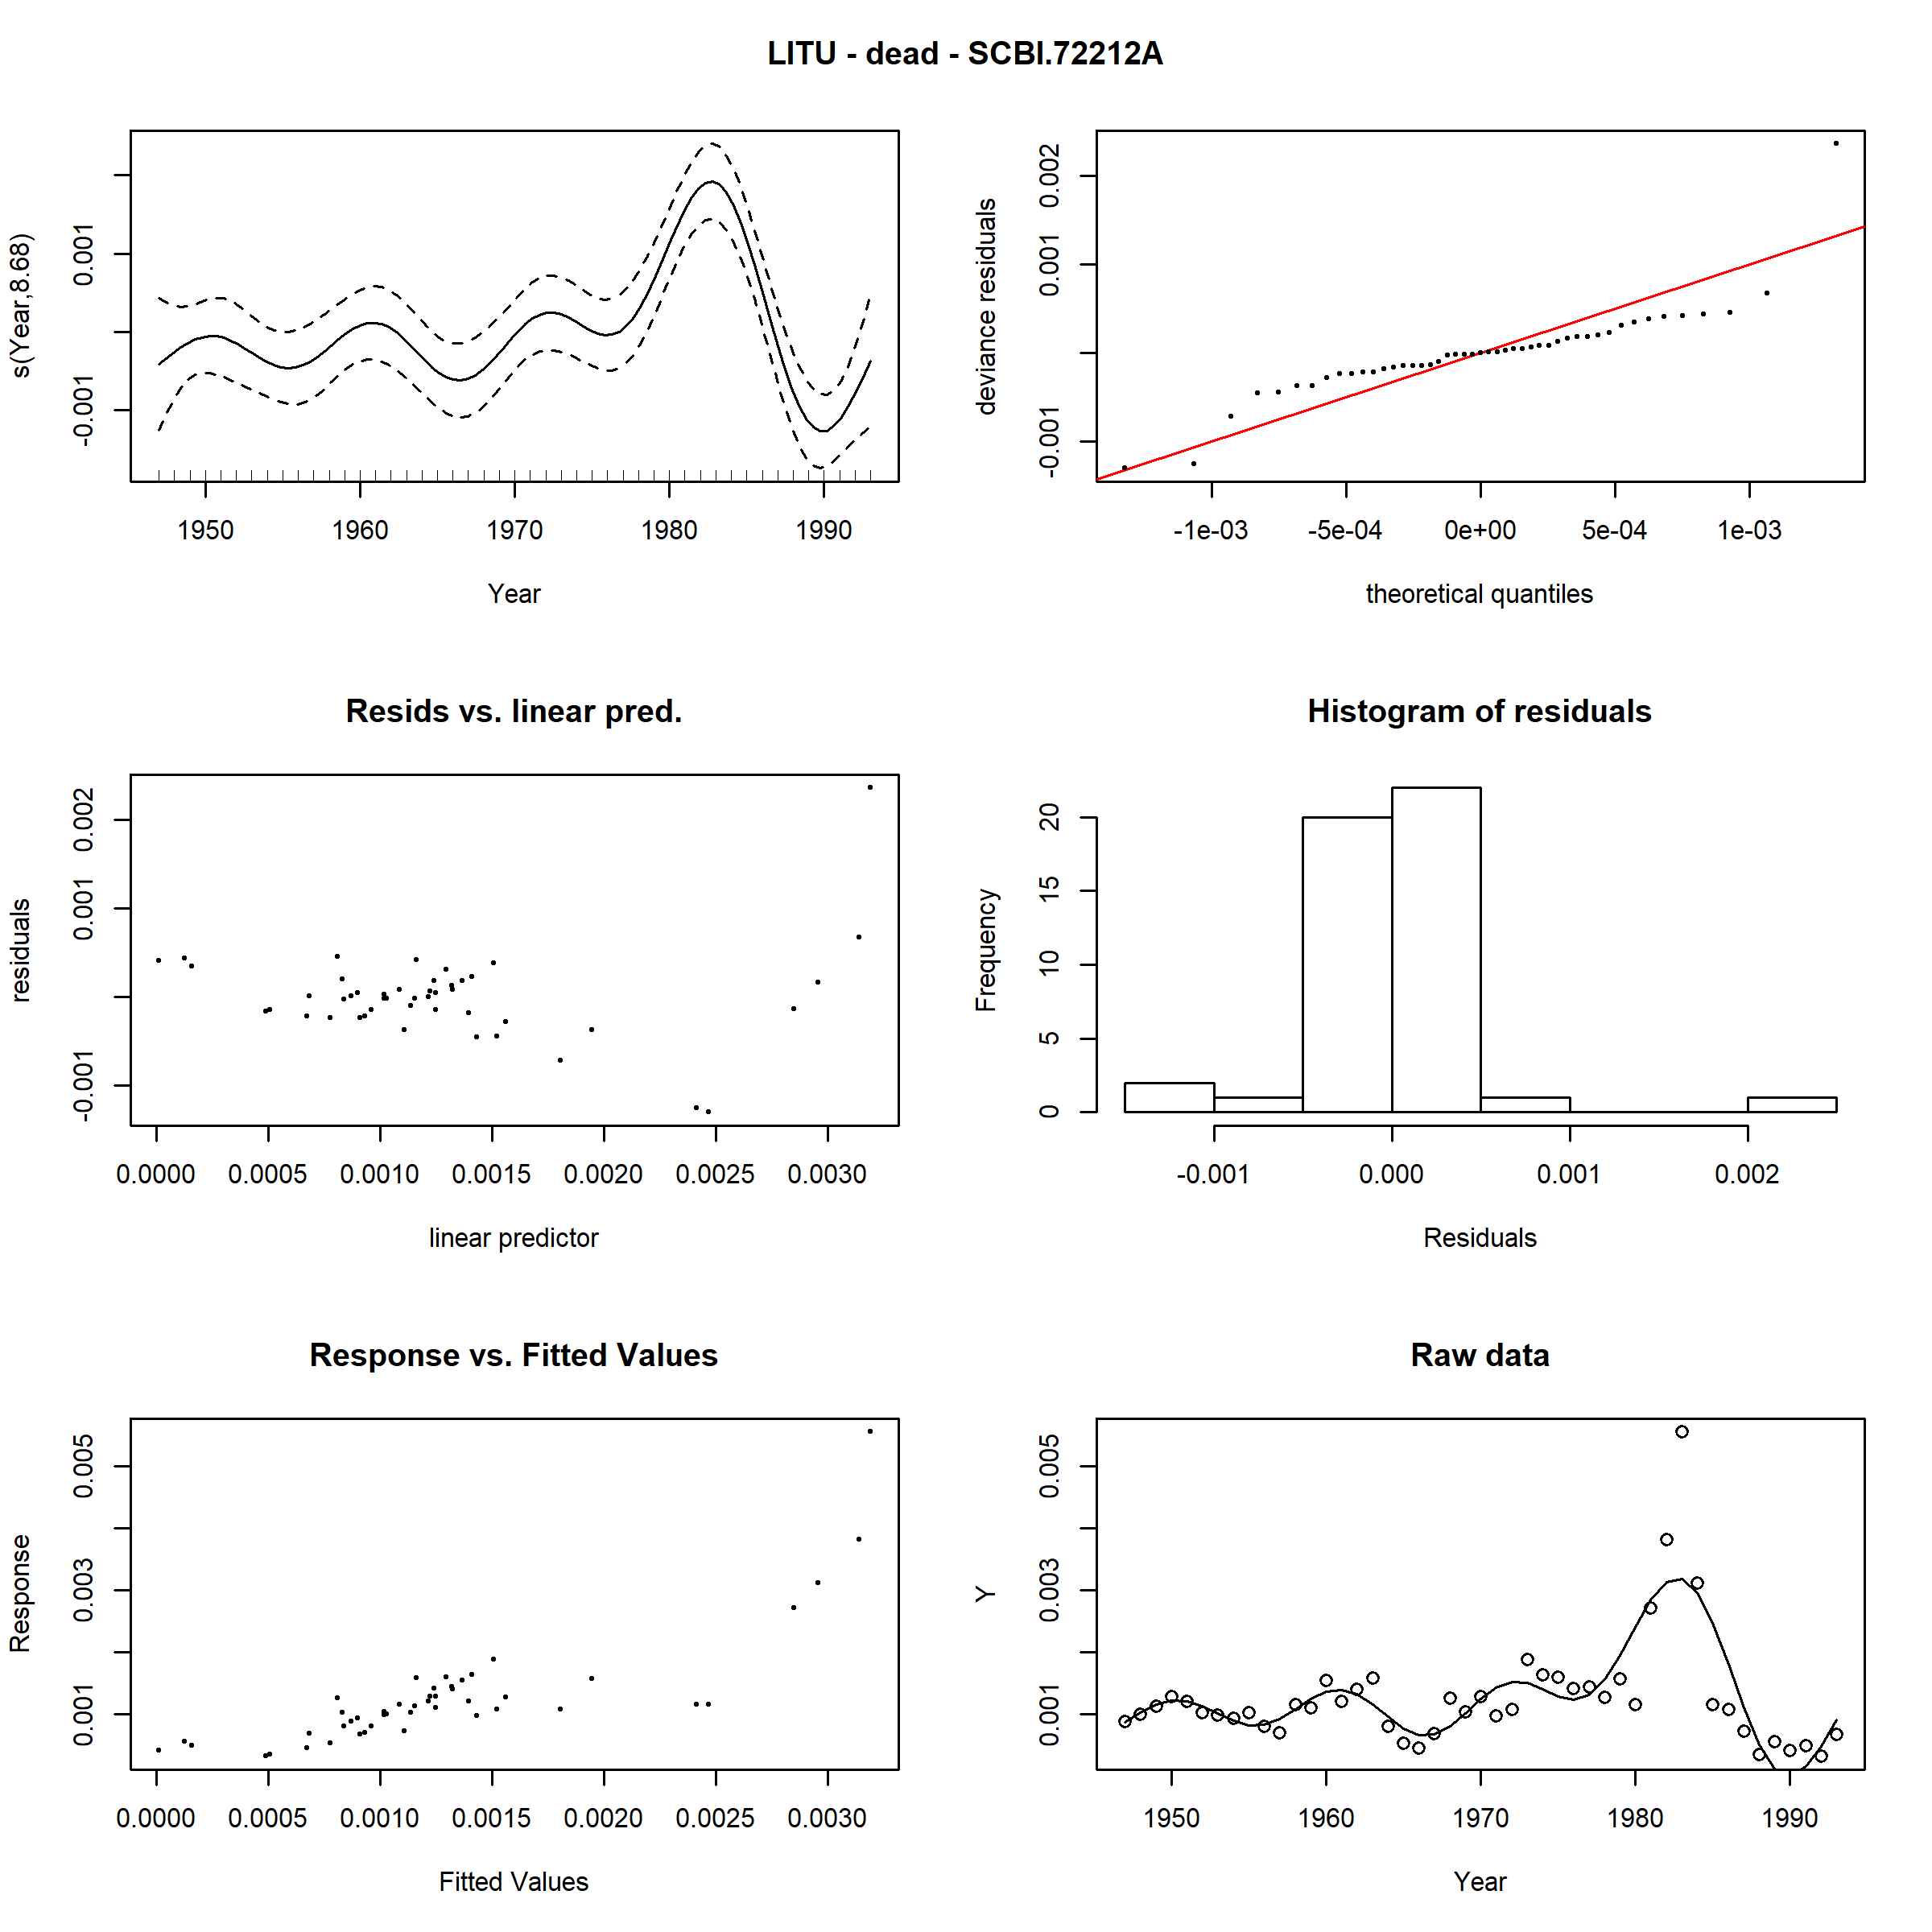 LITU - dead - SCBI.72212A
s(Year,8.68)
-0.001 0.001
1950 1960 1970 1980 1990
Year
deviance residuals
-0.001 0.001 0.002
-1e-03 -5e-04 0e+00 5e-04 1e-03
theoretical quantiles
Resids vs. linear pred.
residuals
-0.001 0.001 0.002
0.0000 0.0005 0.0010 0.0015 0.0020 0.0025 0.0030
linear predictor
Histogram of residuals
Frequency
0 5 10 15 20
-0.001 0.000 0.001 0.002
Residuals
Response vs. Fitted Values
Response
0.001 0.003 0.005
0.0000 0.0005 0.0010 0.0015 0.0020 0.0025 0.0030
Fitted Values
Raw data
Y
0.001 0.003 0.005
1950 1960 1970 1980 1990
Year